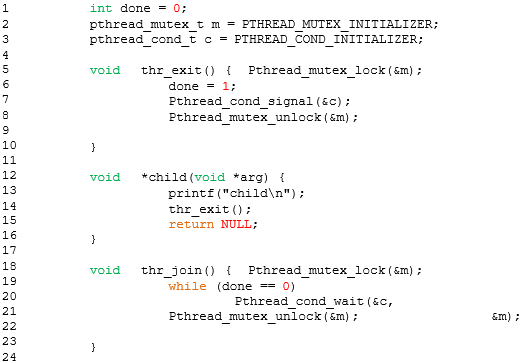 1 int done = 0;
2 pthread_mutex_t m = PTHREAD_MUTEX_INITIALIZER;
3 pthread_cond_t c = PTHREAD_COND_INITIALIZER;
4
5 void thr_exit() { Pthread_mutex_lock(&m);
6 done = 1;
7 Pthread_cond_signal(&c);
8 Pthread_mutex_unlock(&m);
9
10 }
11
12 void *child(void *arg) {
13 printf("child\n");
14 thr_exit();
15 return NULL;
16 }
17
18 void thr_join() { Pthread_mutex_lock(&m);
19 while (done == 0)
20 Pthread_cond_wait(&c,
21 Pthread_mutex_unlock(&m); &m);
22
23 }
24